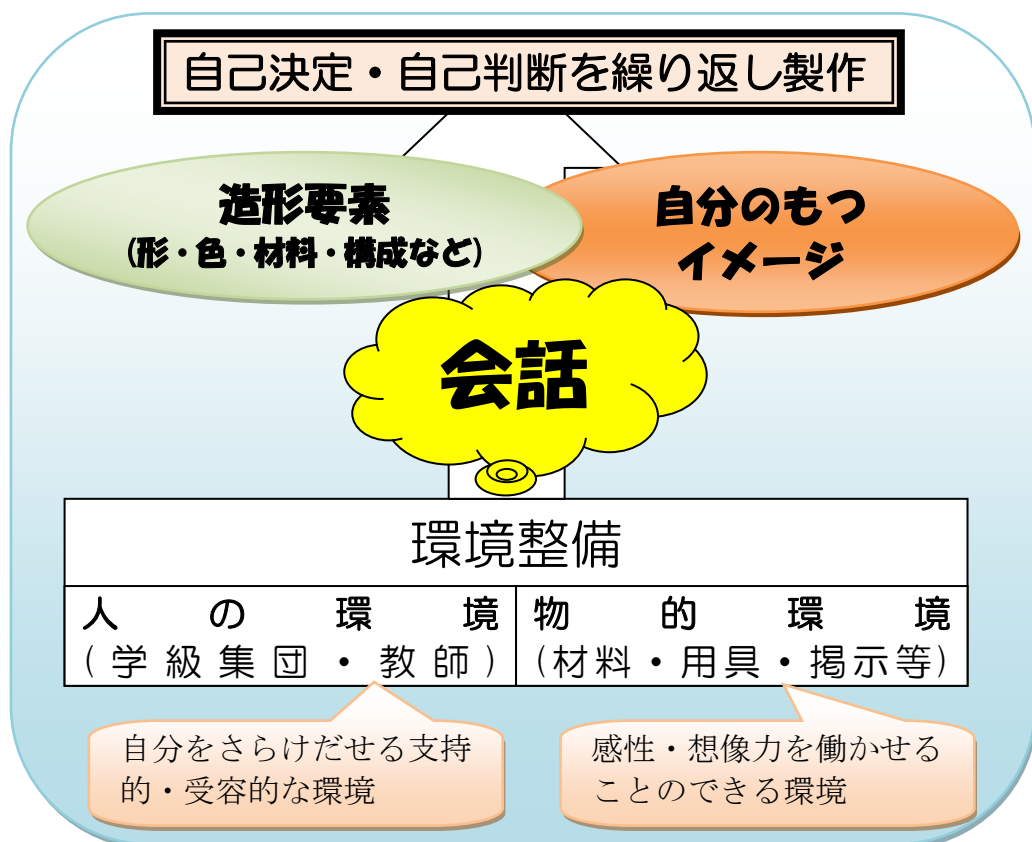 自己決定・自己判断を繰り返し製作
造形要素
(形・色・材料・構成など)
自分のもつ
イメージ
会話
環境整備
人の環境
(学級集団・教師)
物的環境
(材料・用具・掲示等)
自分をさらけだせる支持
的・受容的な環境
感性・想像力を働かせる
ことのできる環境